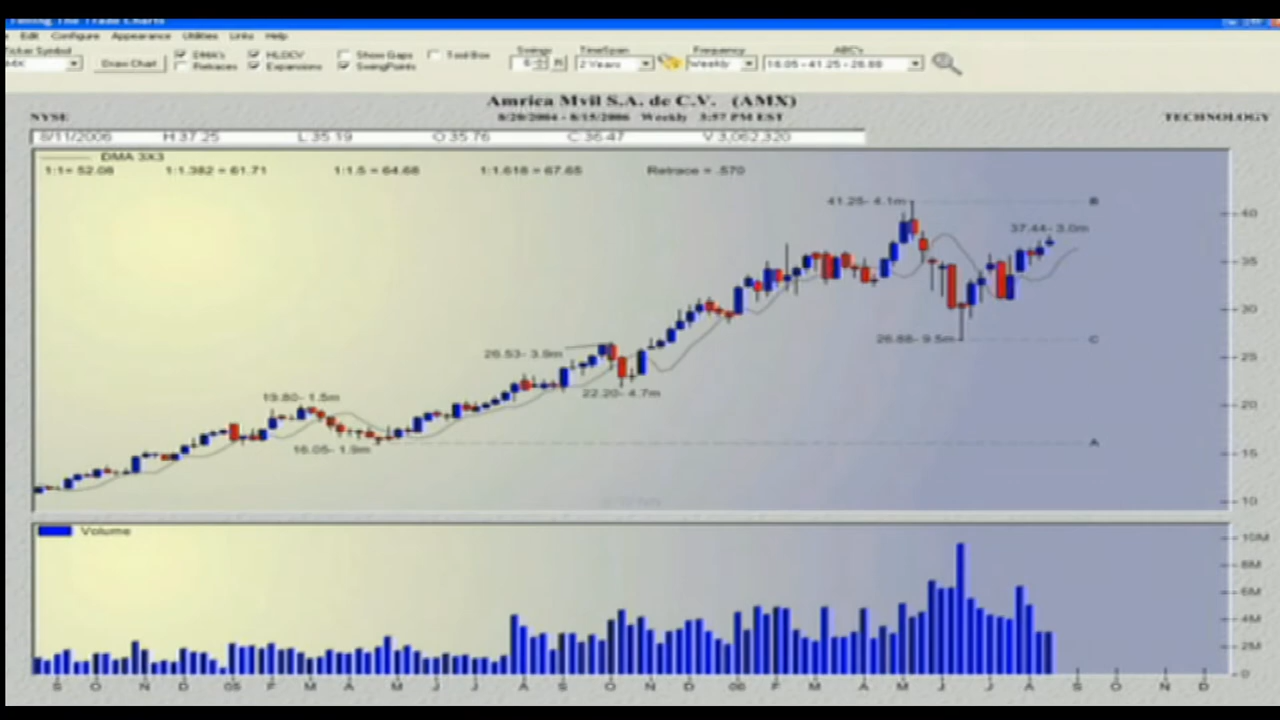 Edit Configure Appearance Utilities Links Help
Ticker Symbol
Draw Chart
DMA's HLOCV Show Gaps Tool Box
Retraces Expansions SwingPoints
Swings TimeSpan Frequency ABC's
6 2 Years Weekly 16.05 - 41.25 - 26.88
Amrica Mvil S.A. de C.V. (AMX)
NYSE 8/20/2004 - 8/15/2006 Weekly 3:57 PM EST TECHNOLOGY
8/11/2006 H 37.25 L 35.19 O 35.76 C 36.47 V 3,062,320
DMA 3X3
1:1= 52.08 1:1.382 = 61.71 1:1.5 = 64.68 1:1.618 = 67.65 Retrace = .570
41.25- 4.1m B
40
37.44- 3.0m
35
30
26.88- 9.5m C
26.53- 3.9m
25
22.20- 4.7m
19.80- 1.5m
20
16.05- 1.9m A
15
10
Volume
10M
8M
6M
4M
2M
0
S O N D 05 F M A M J J A S O N D 06 F M A M J J A S O N D